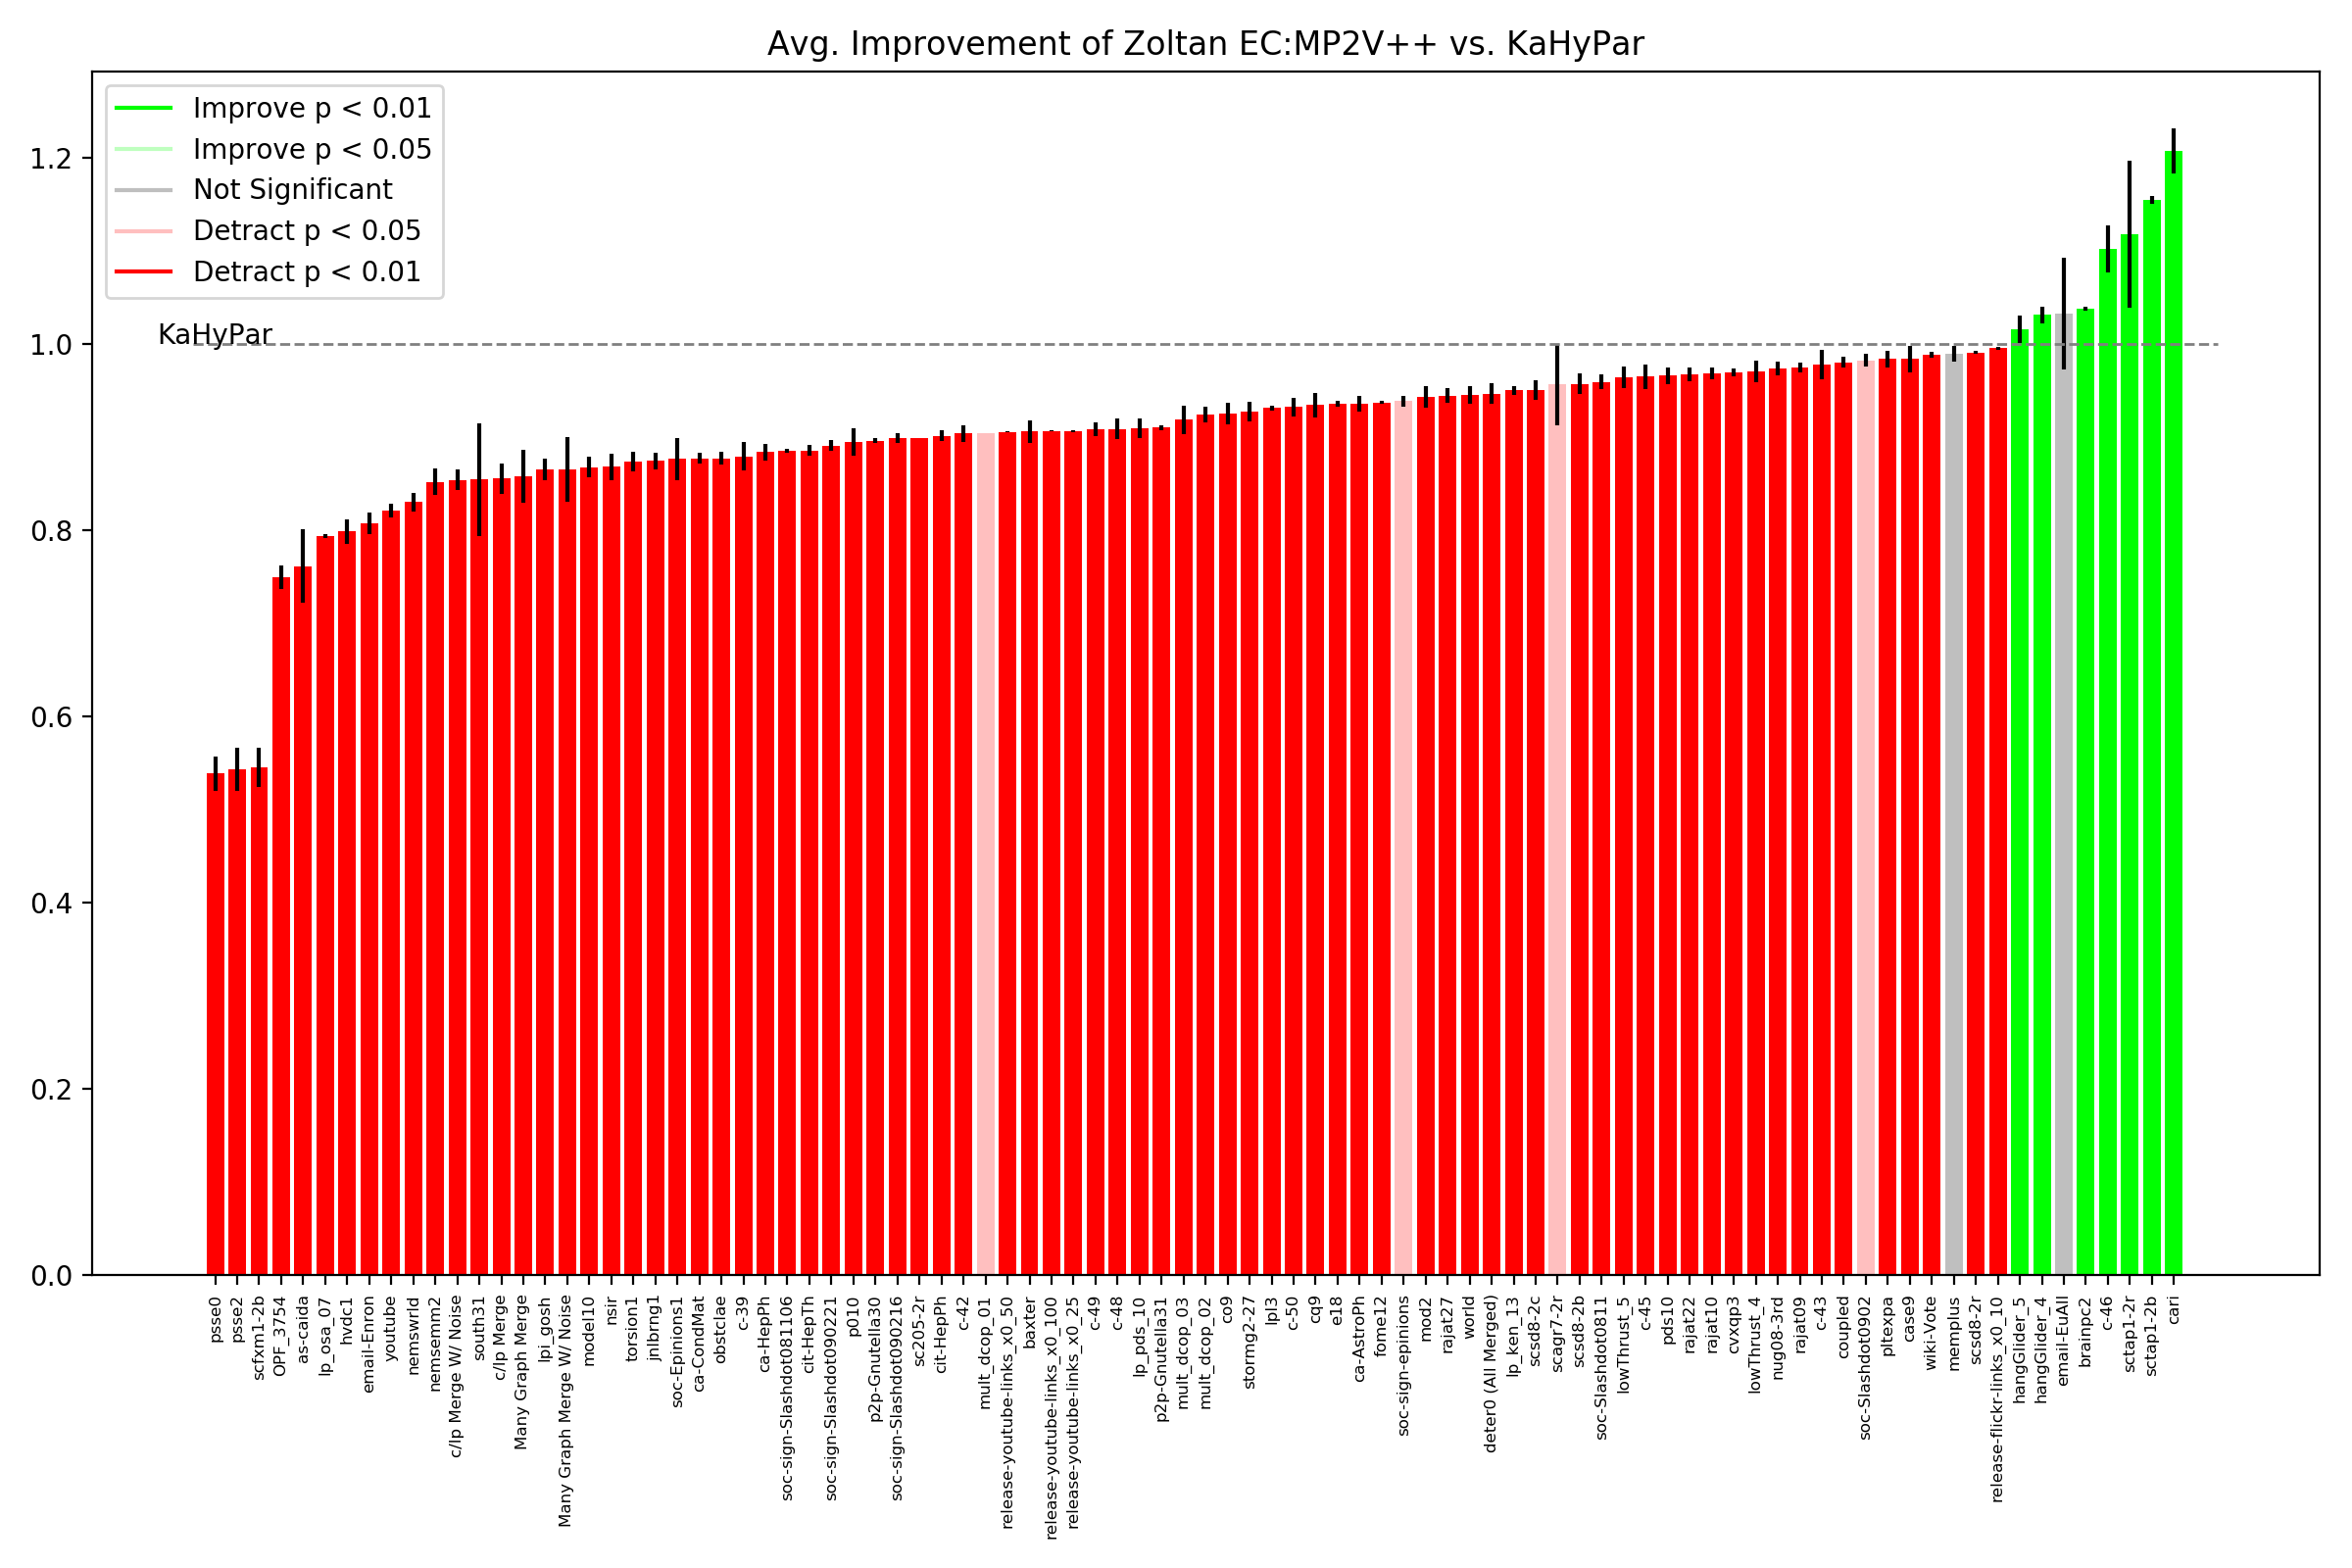 Avg. Improvement of Zoltan EC:MP2V++ vs. KaHyPar
Improve p < 0.01
Improve p < 0.05
Not Significant
Detract p < 0.05
Detract p < 0.01
KaHyPar
1.2
1.0
0.8
0.6
0.4
0.2
0.0
psse0
psse2
scfxm1-2b
OPF_3754
as-caida
lp_osa_07
hvdc1
email-Enron
youtube
nemswrld
nemsemm2
c/lp Merge W/ Noise
south31
c/lp Merge
Many Graph Merge
lpi_gosh
Many Graph Merge W/ Noise
model10
nsir
torsion1
jnlbrng1
soc-Epinions1
ca-CondMat
obstclae
c-39
ca-HepPh
soc-sign-Slashdot081106
cit-HepTh
soc-sign-Slashdot090221
p010
p2p-Gnutella30
soc-sign-Slashdot090216
sc205-2r
cit-HepPh
c-42
mult_dcop_01
release-youtube-links_x0_50
baxter
release-youtube-links_x0_100
release-youtube-links_x0_25
c-49
c-48
lp_pds_10
p2p-Gnutella31
mult_dcop_03
mult_dcop_02
co9
stormg2-27
lpl3
c-50
cq9
e18
ca-AstroPh
fome12
soc-sign-epinions
mod2
rajat27
world
deter0 (All Merged)
lp_ken_13
scsd8-2c
scagr7-2r
scsd8-2b
soc-Slashdot0811
lowThrust_5
c-45
pds10
rajat22
rajat10
cvxqp3
lowThrust_4
nug08-3rd
rajat09
c-43
coupled
soc-Slashdot0902
pltexpa
case9
wiki-Vote
memplus
scsd8-2r
release-flickr-links_x0_10
hangGlider_5
hangGlider_4
email-EuAll
brainpc2
c-46
sctap1-2r
sctap1-2b
cari